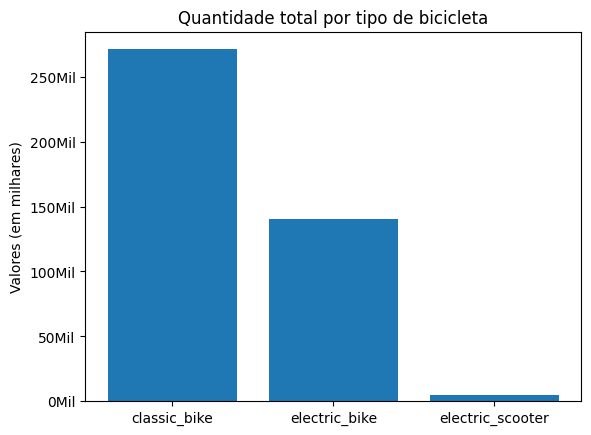 Quantidade total por tipo de bicicleta
Valores (em milhares)
250Mil
200Mil
150Mil
100Mil
50Mil
0Mil
classic_bike
electric_bike
electric_scooter